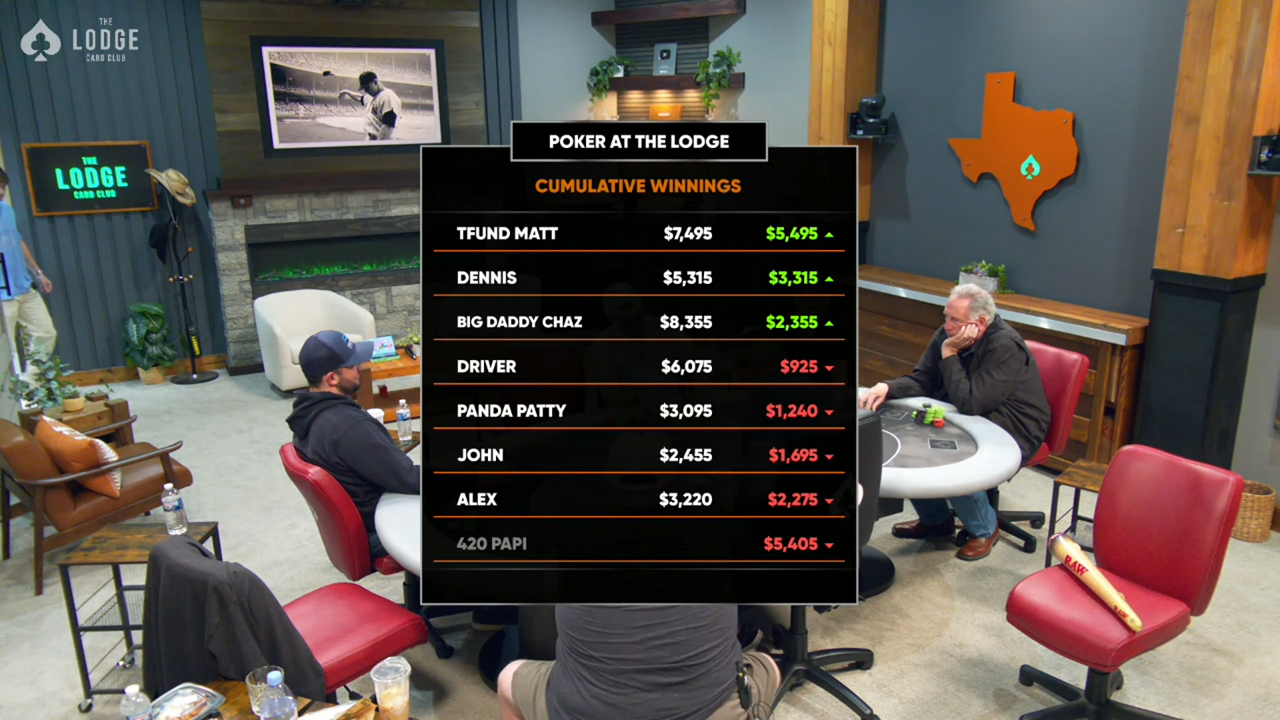 THE
LODGE
CARD CLUB
THE
LODGE
CARD CLUB
POKER AT THE LODGE
CUMULATIVE WINNINGS
TFUND MATT $7,495 $5,495
DENNIS $5,315 $3,315
BIG DADDY CHAZ $8,355 $2,355
DRIVER $6,075 $925
PANDA PATTY $3,095 $1,240
JOHN $2,455 $1,695
ALEX $3,220 $2,275
420 PAPI $5,405
RAW